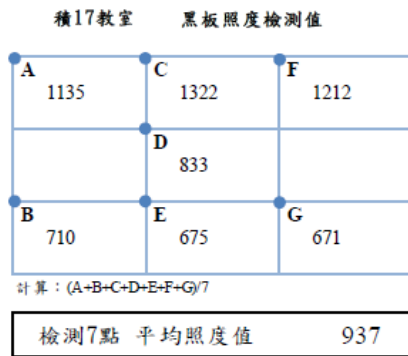 積17教室 黑板照度檢測值
A C F
1135 1322 1212
D
833
B E G
710 675 671
計算：(A+B+C+D+E+F+G)/7
檢測7點 平均照度值 937